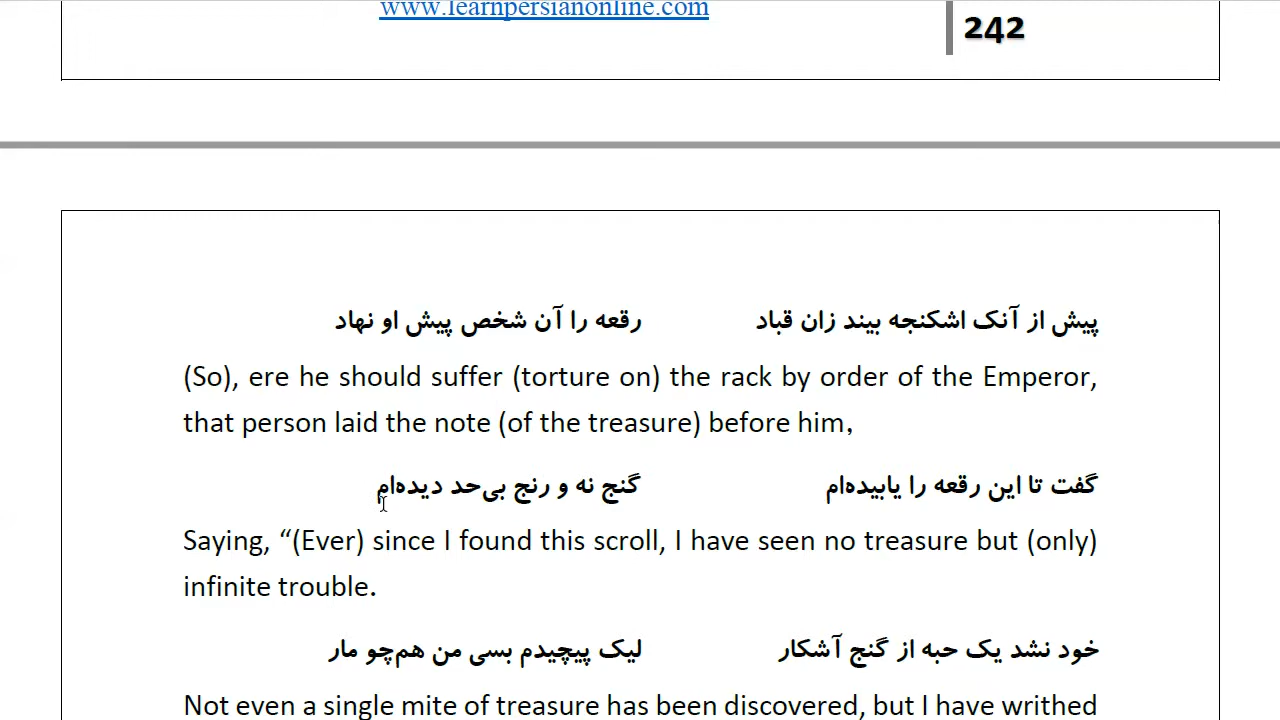 www.learnpersianonline.com
242
پیش از آنک اشکنجه بیند زان قباد رقعه را آن شخص پیش او نهاد
(So), ere he should suffer (torture on) the rack by order of the Emperor,
that person laid the note (of the treasure) before him,
گفت تا این رقعه را یابیده‌ام گنج نه و رنج بی‌حد دیده‌ام
Saying, “(Ever) since I found this scroll, I have seen no treasure but (only)
infinite trouble.
خود نشد یک حبه از گنج آشکار لیک پیچیدم بسی من هم‌چو مار
Not even a single mite of treasure has been discovered, but I have writhed